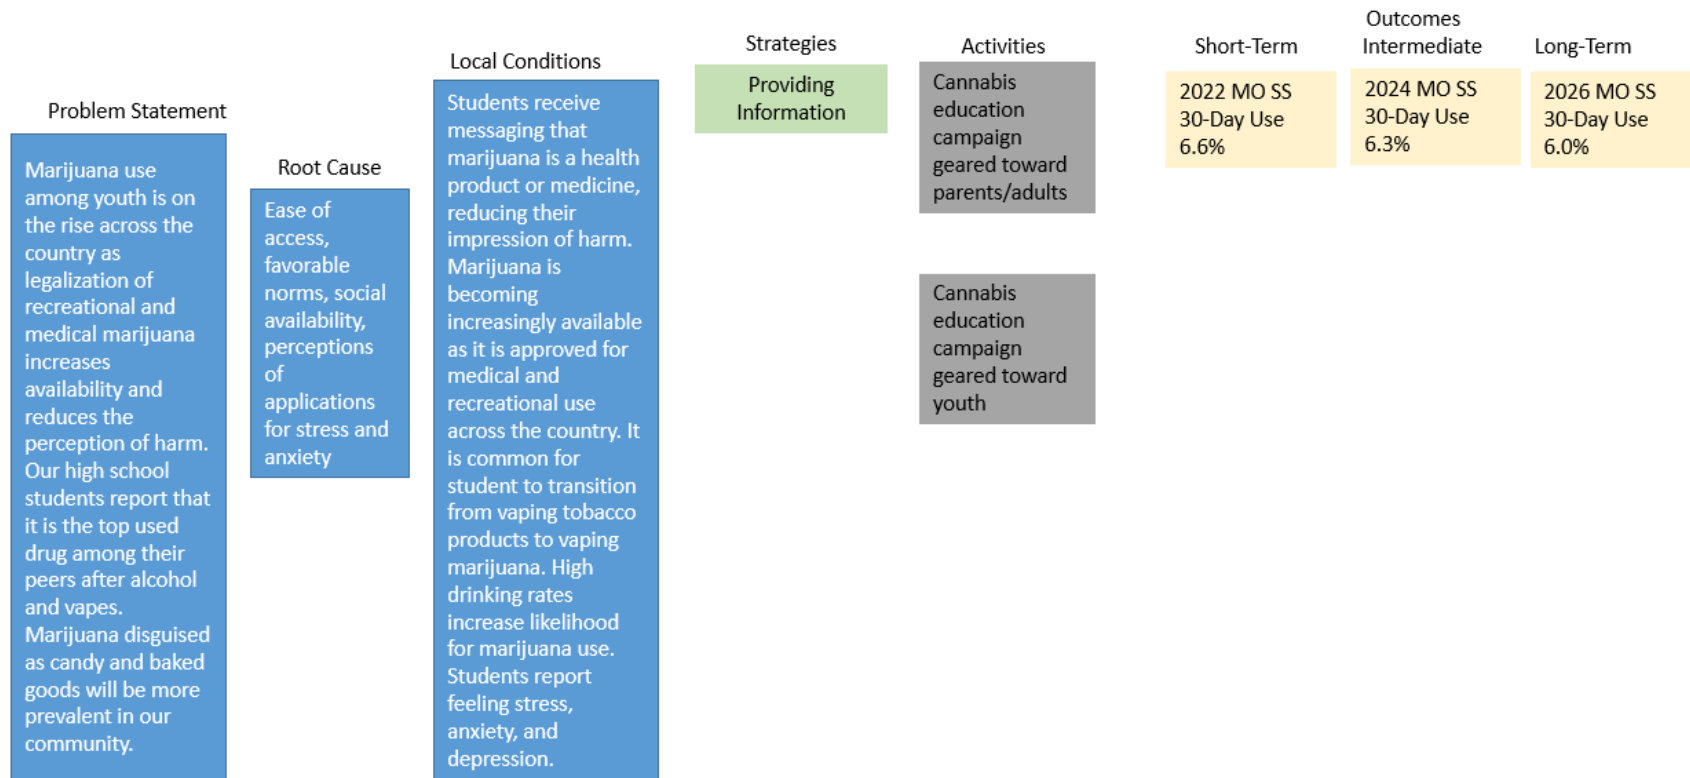 Problem Statement
Marijuana use
among youth is on
the rise across the
country as
legalization of
recreational and
medical marijuana
increases
availability and
reduces the
perception of harm.
Our high school
students report that
it is the top used
drug among their
peers after alcohol
and vapes.
Marijuana disguised
as candy and baked
goods will be more
prevalent in our
community.
Root Cause
Ease of
access,
favorable
norms, social
availability,
perceptions
of
applications
for stress and
anxiety
Local Conditions
Students receive
messaging that
marijuana is a health
product or medicine,
reducing their
impression of harm.
Marijuana is
becoming
increasingly available
as it is approved for
medical and
recreational use
across the country. It
is common for
student to transition
from vaping tobacco
products to vaping
marijuana. High
drinking rates
increase likelihood
for marijuana use.
Students report
feeling stress,
anxiety, and
depression.
Strategies
Providing
Information
Activities
Cannabis
education
campaign
geared toward
parents/adults
Cannabis
education
campaign
geared toward
youth
Outcomes
Short-Term
2022 MO SS
30-Day Use
6.6%
Intermediate
2024 MO SS
30-Day Use
6.3%
Long-Term
2026 MO SS
30-Day Use
6.0%